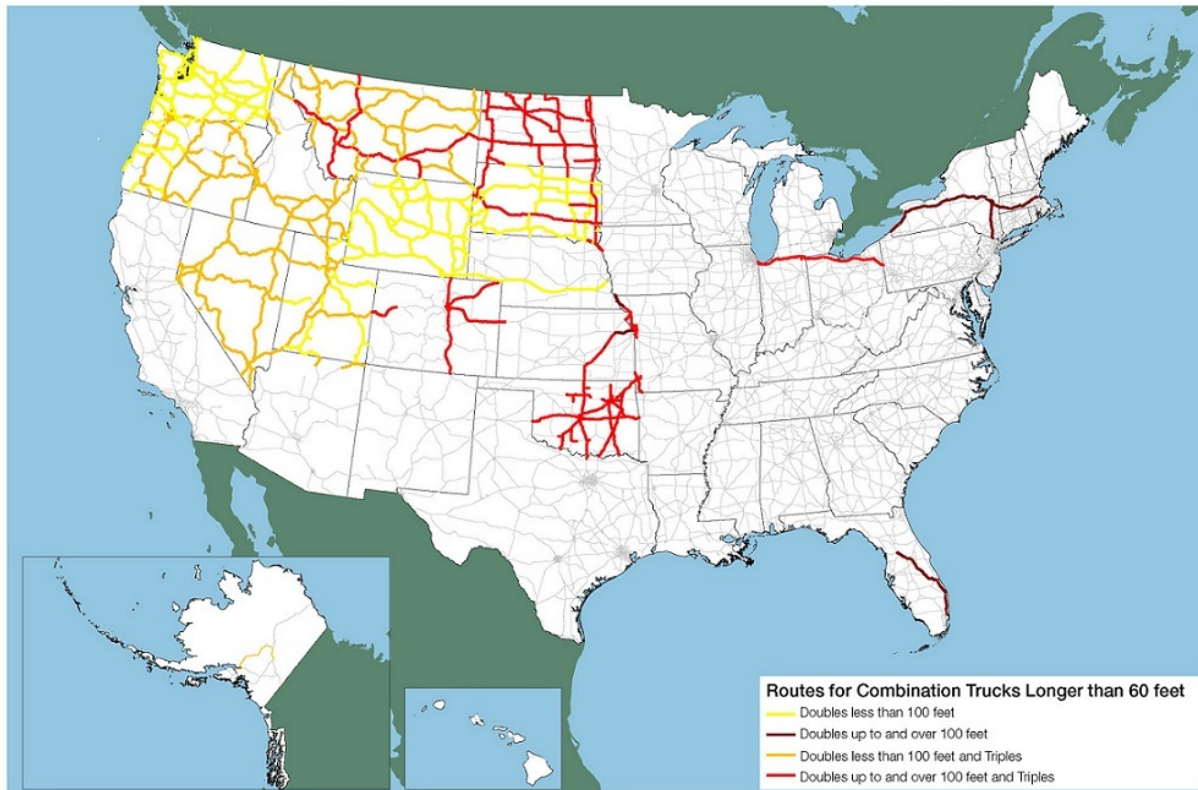 Routes for Combination Trucks Longer than 60 feet
Doubles less than 100 feet
Doubles up to and over 100 feet
Doubles less than 100 feet and Triples
Doubles up to and over 100 feet and Triples